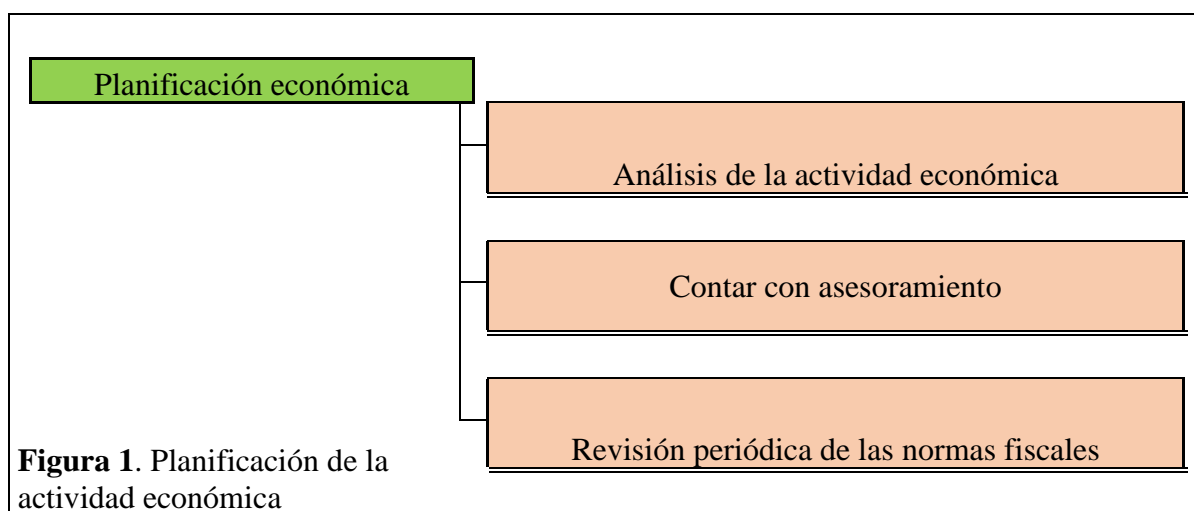 Planificación económica
Análisis de la actividad económica
Contar con asesoramiento
Revisión periódica de las normas fiscales
Figura 1. Planificación de la
actividad económica